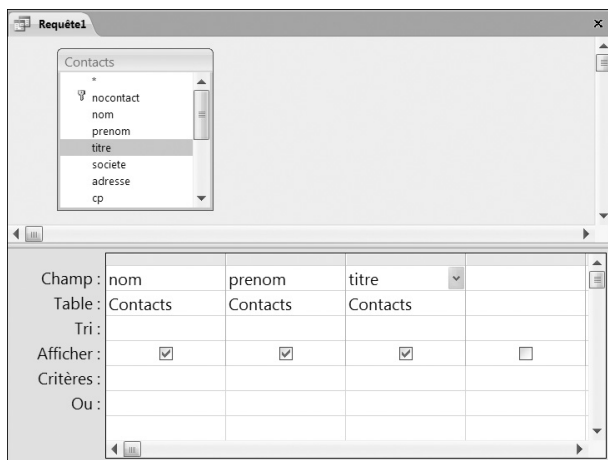 Requête1
Contacts
*
nocontact
nom
prenom
titre
societe
adresse
cp
Champ : nom prenom titre
Table : Contacts Contacts Contacts
Tri :
Afficher :
Critères :
Ou :